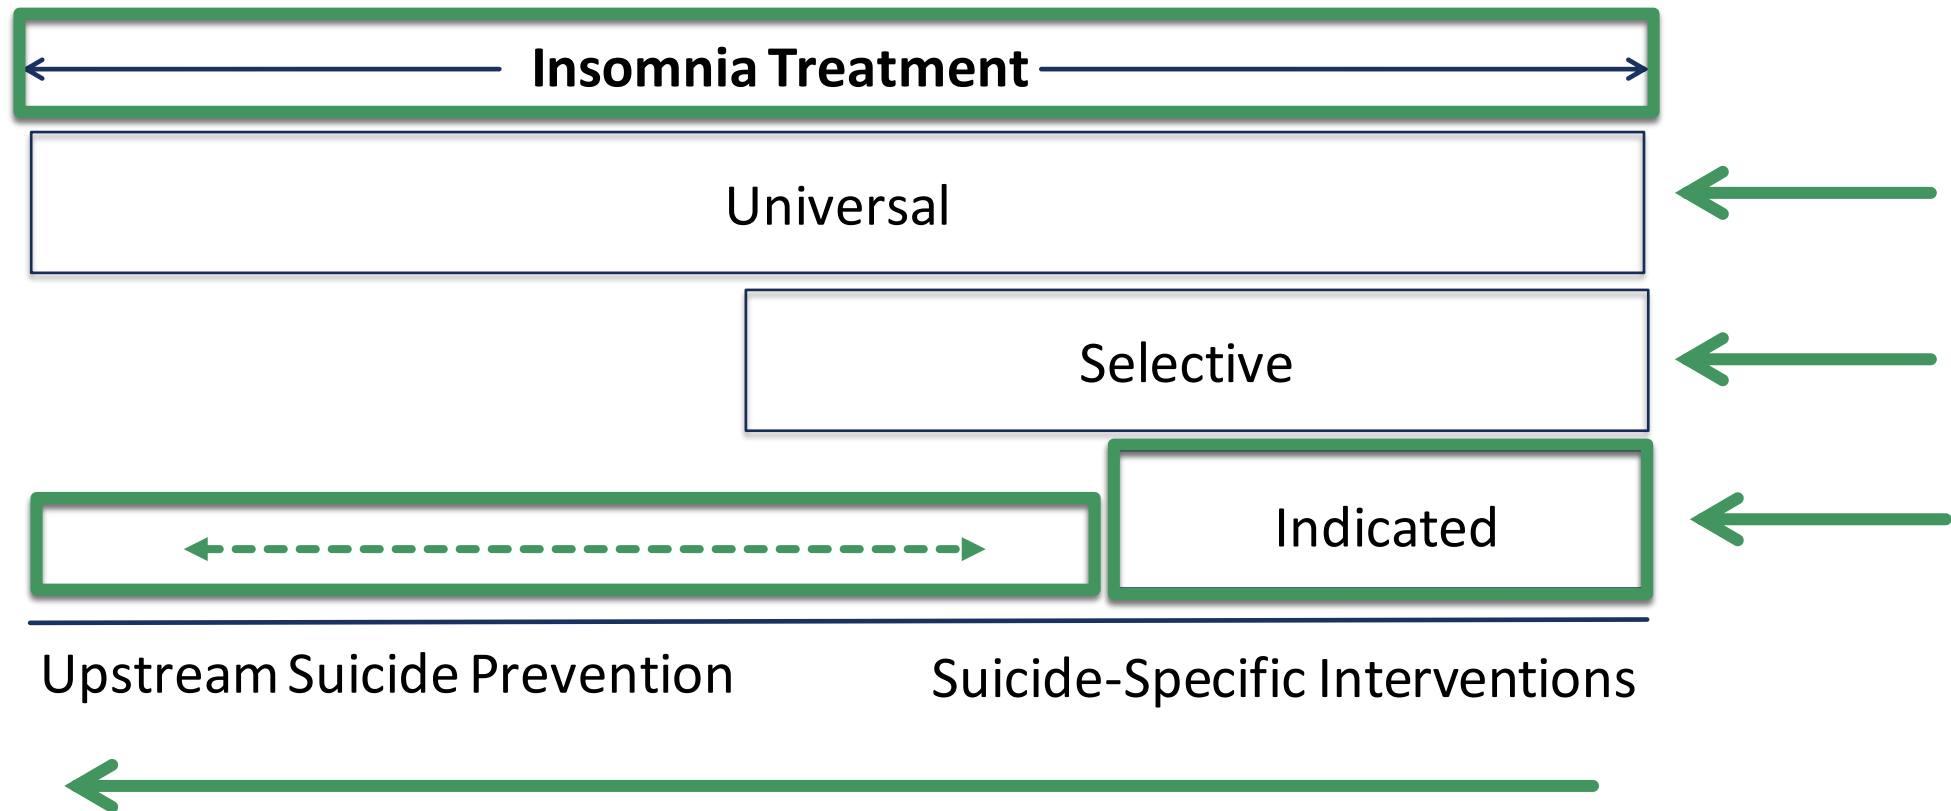 Insomnia Treatment
Universal
Selective
Indicated
Upstream Suicide Prevention
Suicide-Specific Interventions